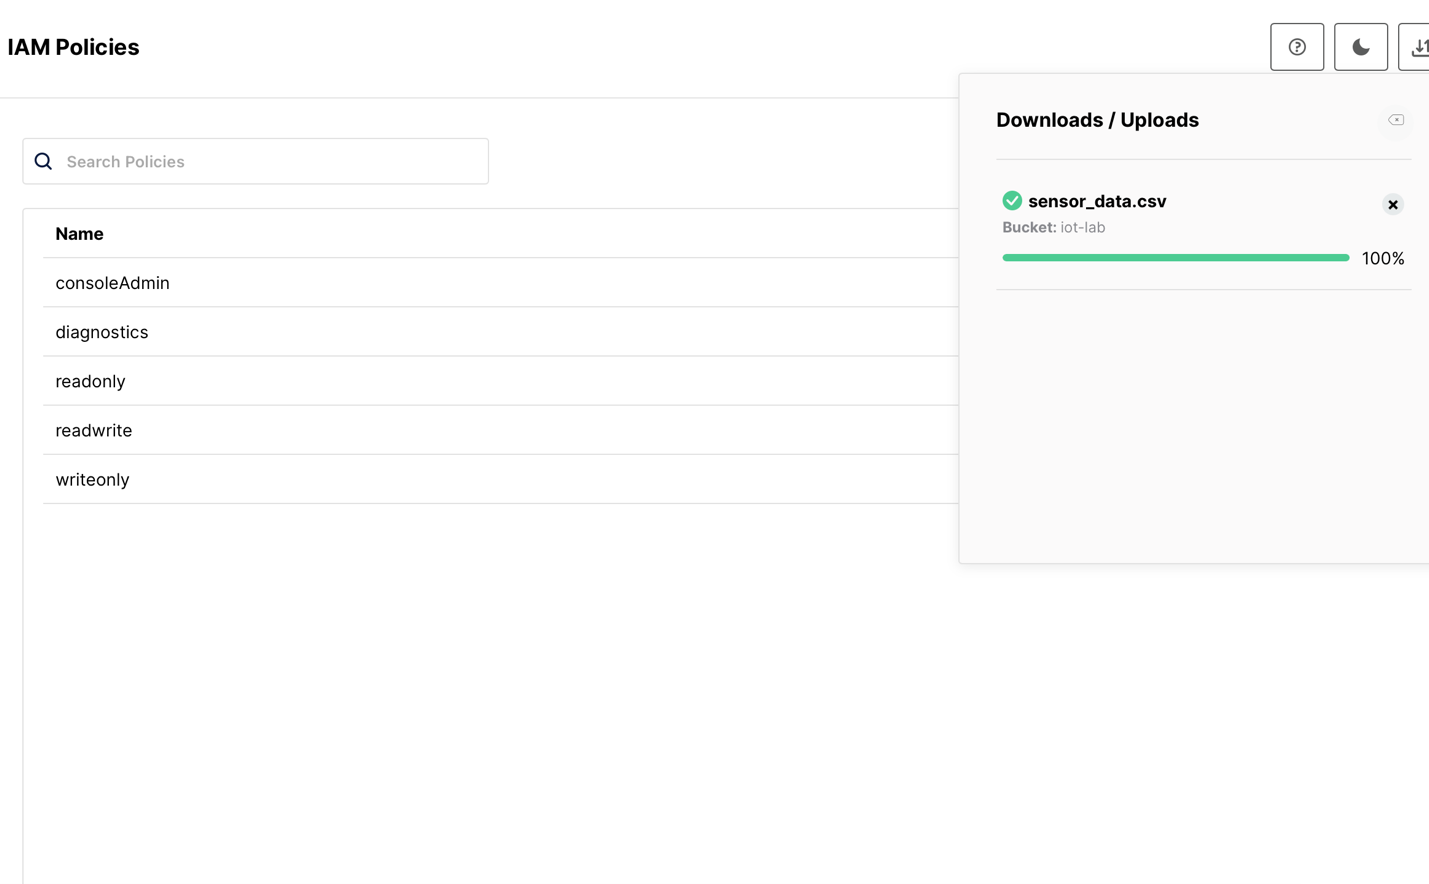 IAM Policies
Search Policies
Name
consoleAdmin
diagnostics
readonly
readwrite
writeonly
Downloads / Uploads
sensor_data.csv
Bucket: iot-lab
100%